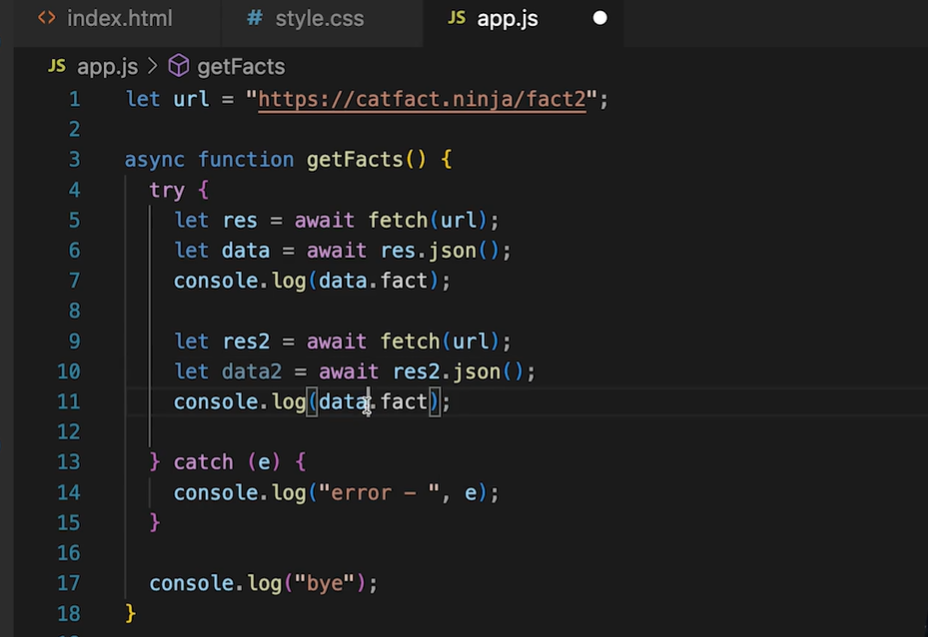 <> index.html # style.css JS app.js
JS app.js > getFacts
1 let url = "https://catfact.ninja/fact2";
2
3 async function getFacts() {
4 try {
5 let res = await fetch(url);
6 let data = await res.json();
7 console.log(data.fact);
8
9 let res2 = await fetch(url);
10 let data2 = await res2.json();
11 console.log(data.fact);
12
13 } catch (e) {
14 console.log("error - ", e);
15 }
16
17 console.log("bye");
18 }